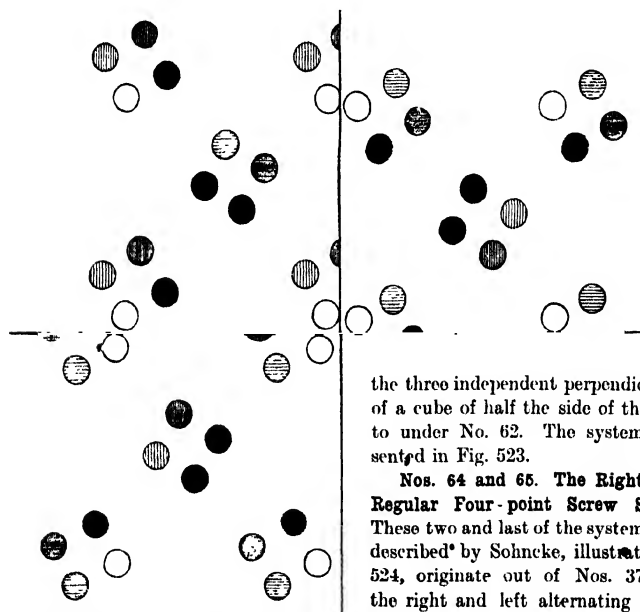 the three independent perpendic
of a cube of half the side of th
to under No. 62. The system
sented in Fig. 523.
Nos. 64 and 65. The Right
Regular Four-point Screw S
These two and last of the system
described by Sohncke, illustrat
524, originate out of Nos. 37
the right and left alternating